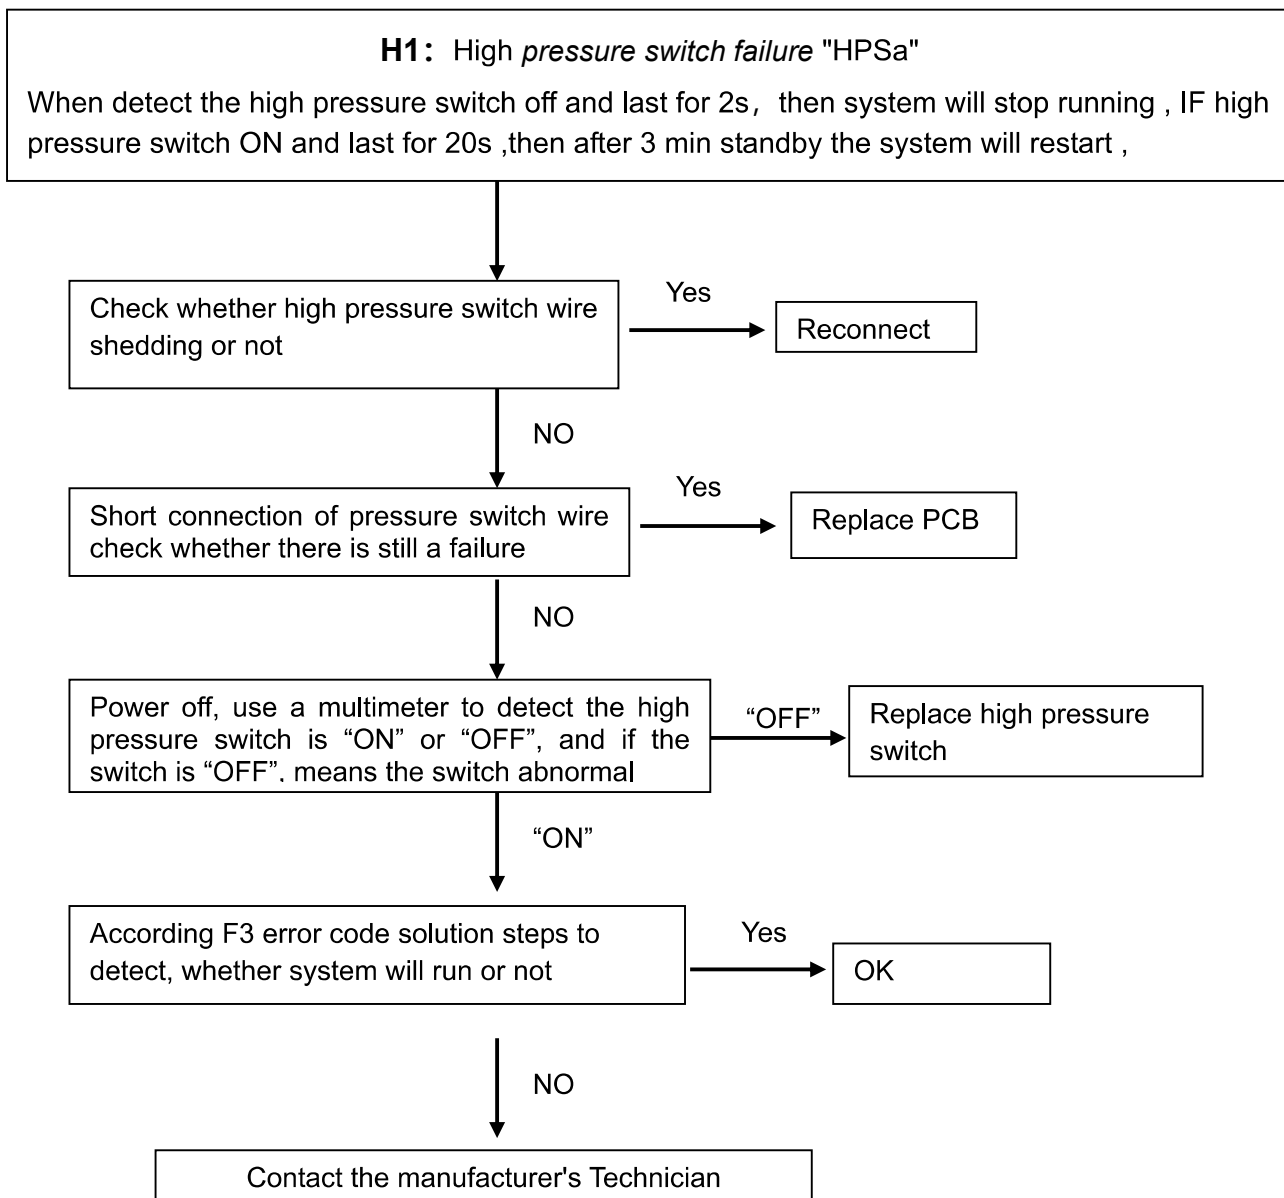 H1： High pressure switch failure "HPSa"
When detect the high pressure switch off and last for 2s， then system will stop running , IF high
pressure switch ON and last for 20s ,then after 3 min standby the system will restart ,
Check whether high pressure switch wire
shedding or not
Yes
Reconnect
NO
Short connection of pressure switch wire
check whether there is still a failure
Yes
Replace PCB
NO
Power off, use a multimeter to detect the high
pressure switch is “ON” or “OFF”, and if the
switch is “OFF”, means the switch abnormal
“OFF”
Replace high pressure
switch
“ON”
According F3 error code solution steps to
detect, whether system will run or not
Yes
OK
NO
Contact the manufacturer's Technician